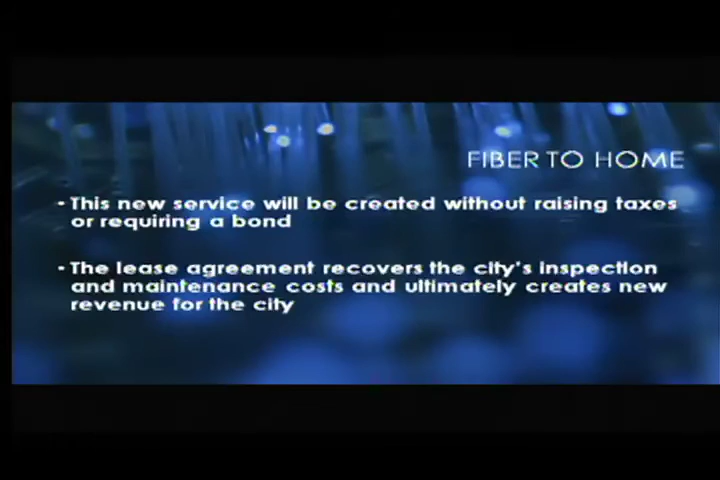 FIBER TO HOME
- This new service will be created without raising taxes
or requiring a bond
- The lease agreement recovers the city's inspection
and maintenance costs and ultimately creates new
revenue for the city